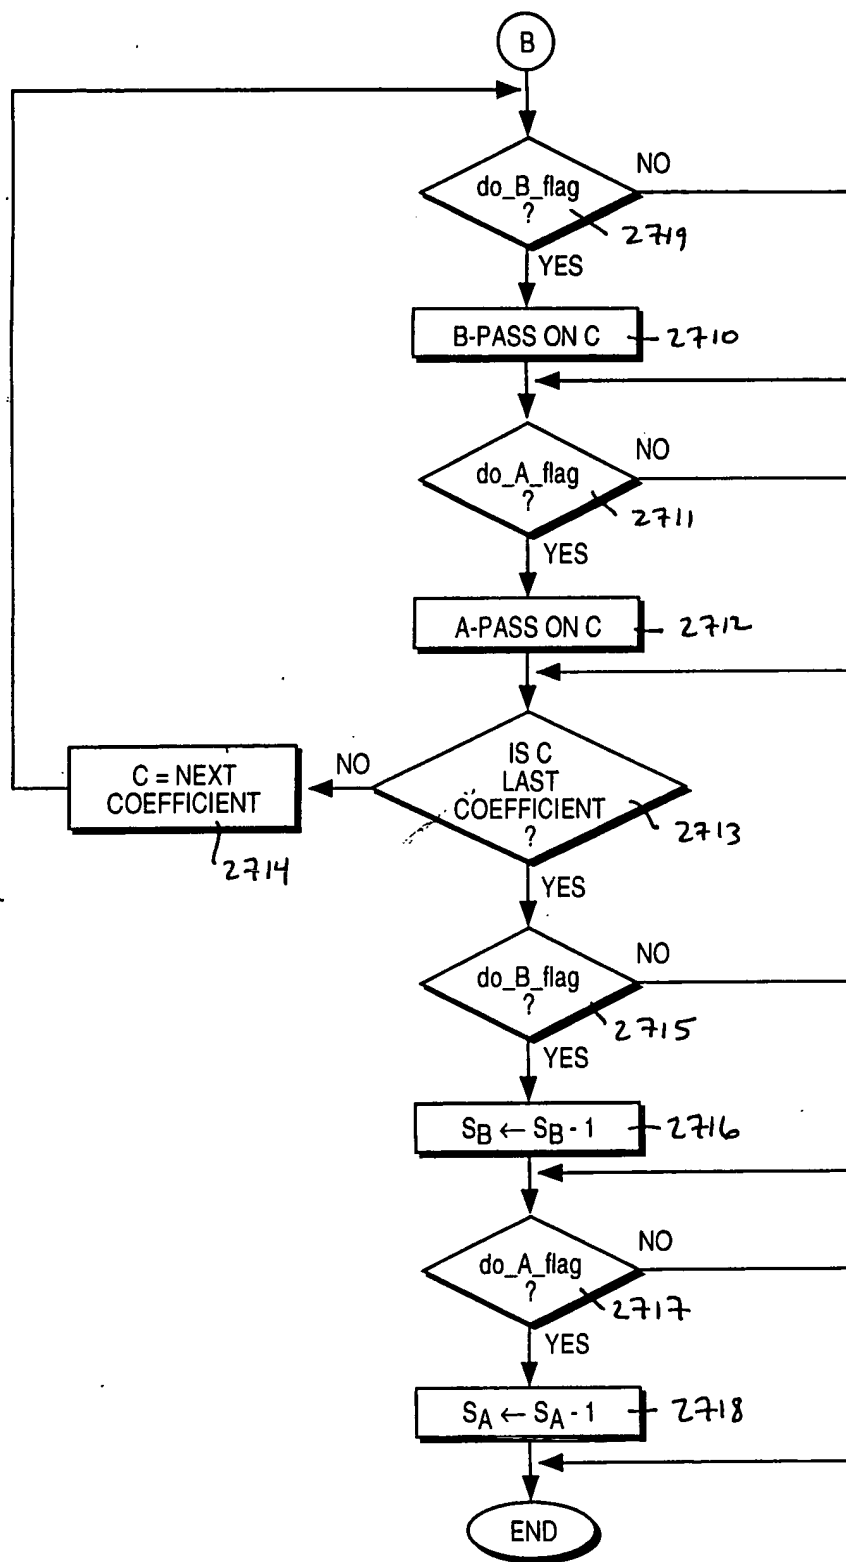 B
do_B_flag
?
NO
2719
YES
B-PASS ON C
2710
do_A_flag
?
NO
2711
YES
A-PASS ON C
2712
IS C
LAST
COEFFICIENT
?
NO
2713
C = NEXT
COEFFICIENT
2714
YES
do_B_flag
?
NO
2715
YES
SB ← SB - 1
2716
do_A_flag
?
NO
2717
YES
SA ← SA - 1
2718
END